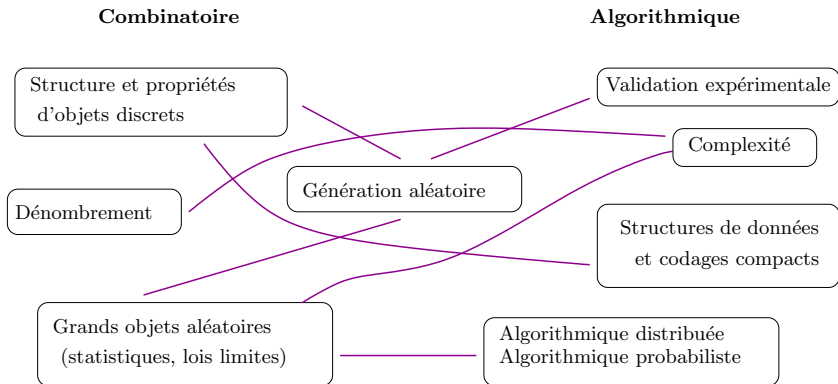 Combinatoire
Algorithmique
Structure et propriétés
d'objets discrets
Validation expérimentale
Complexité
Génération aléatoire
Dénombrement
Structures de données
et codages compacts
Grands objets aléatoires
(statistiques, lois limites)
Algorithmique distribuée
Algorithmique probabiliste